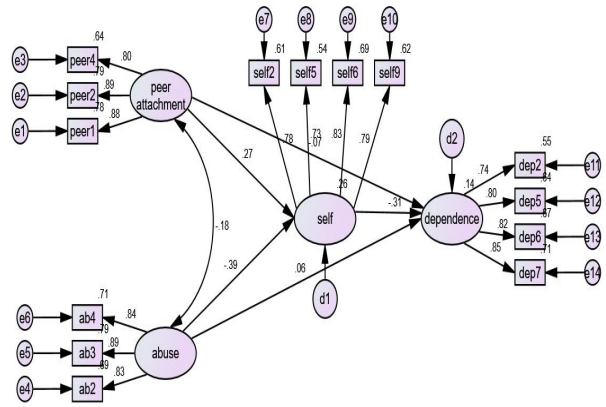 e7
e8
e9
e10
.61
.54
.69
.62
self2
self5
self6
self9
.64
e3
peer4
.80
.79
e2
peer2
.89
.78
e1
peer1
.88
peer
attachment
.78
.73
-.07
.83
.79
.27
.26
self
-.31
d1
d2
.14
dependence
.55
.74
dep2
e11
.64
.80
dep5
e12
.67
.82
dep6
e13
.71
.85
dep7
e14
-.18
-.39
.06
.71
e6
ab4
.84
.79
e5
ab3
.89
.69
e4
ab2
.83
abuse